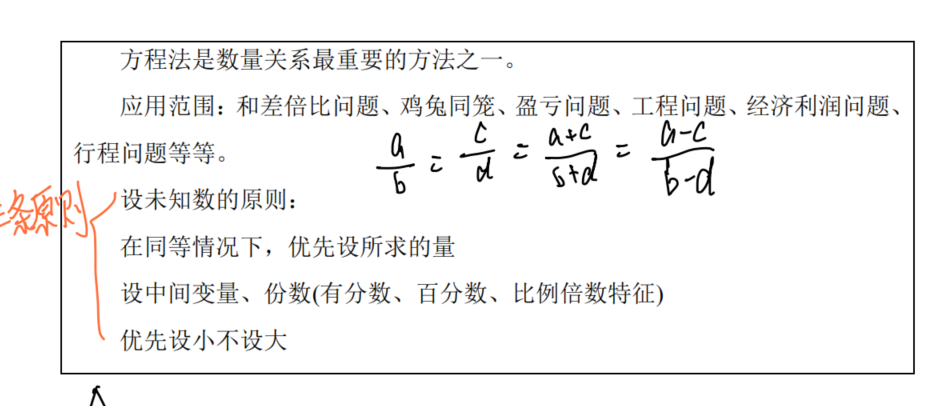 方程法是数量关系最重要的方法之一。
应用范围：和差倍比问题、鸡兔同笼、盈亏问题、工程问题、经济利润问题、
行程问题等等。
a/b = c/d = a+c/b+d = a-c/b-d
设未知数的原则：
条原则
在同等情况下，优先设所求的量
设中间变量、份数(有分数、百分数、比例倍数特征)
优先设小不设大